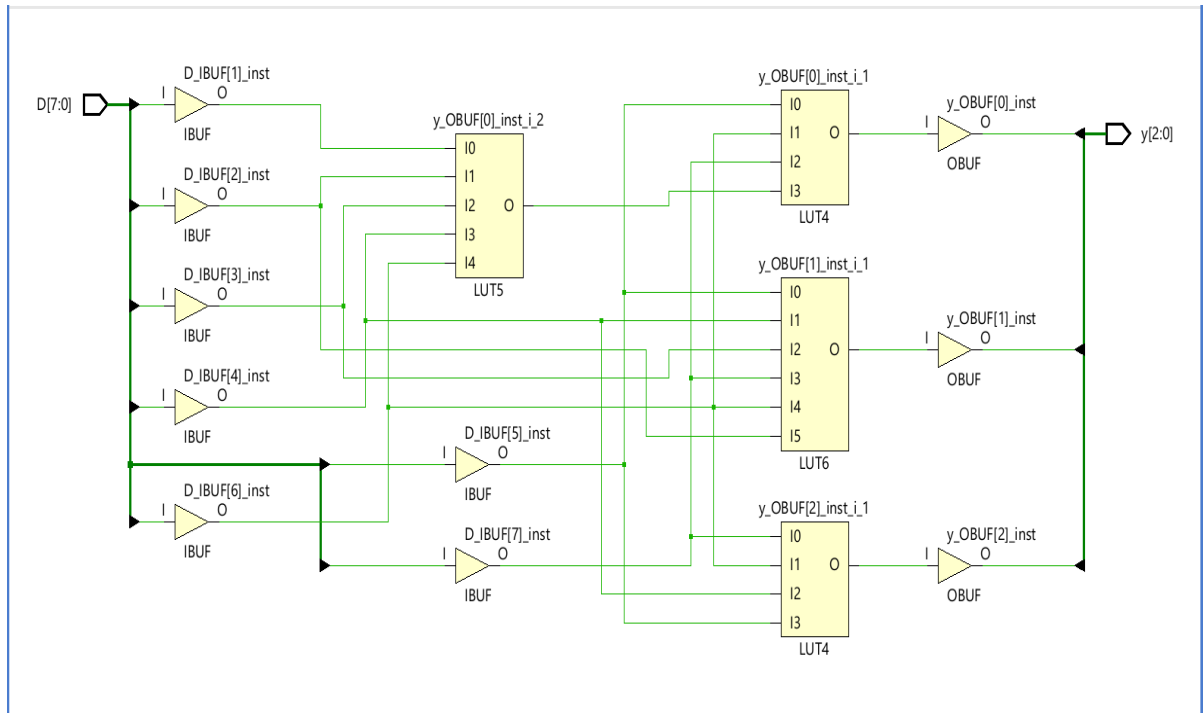 D[7:0]
D_IBUF[1]_inst
I
O
IBUF
D_IBUF[2]_inst
I
O
IBUF
D_IBUF[3]_inst
I
O
IBUF
D_IBUF[4]_inst
I
O
IBUF
D_IBUF[6]_inst
I
O
IBUF
y_OBUF[0]_inst_i_2
I0
I1
I2
O
I3
I4
LUT5
D_IBUF[5]_inst
I
O
IBUF
D_IBUF[7]_inst
I
O
IBUF
y_OBUF[0]_inst_i_1
I0
I1
O
I2
I3
LUT4
y_OBUF[1]_inst_i_1
I0
I1
I2
O
I3
I4
I5
LUT6
y_OBUF[2]_inst_i_1
I0
I1
O
I2
I3
LUT4
y_OBUF[0]_inst
I
O
OBUF
y_OBUF[1]_inst
I
O
OBUF
y_OBUF[2]_inst
I
O
OBUF
y[2:0]